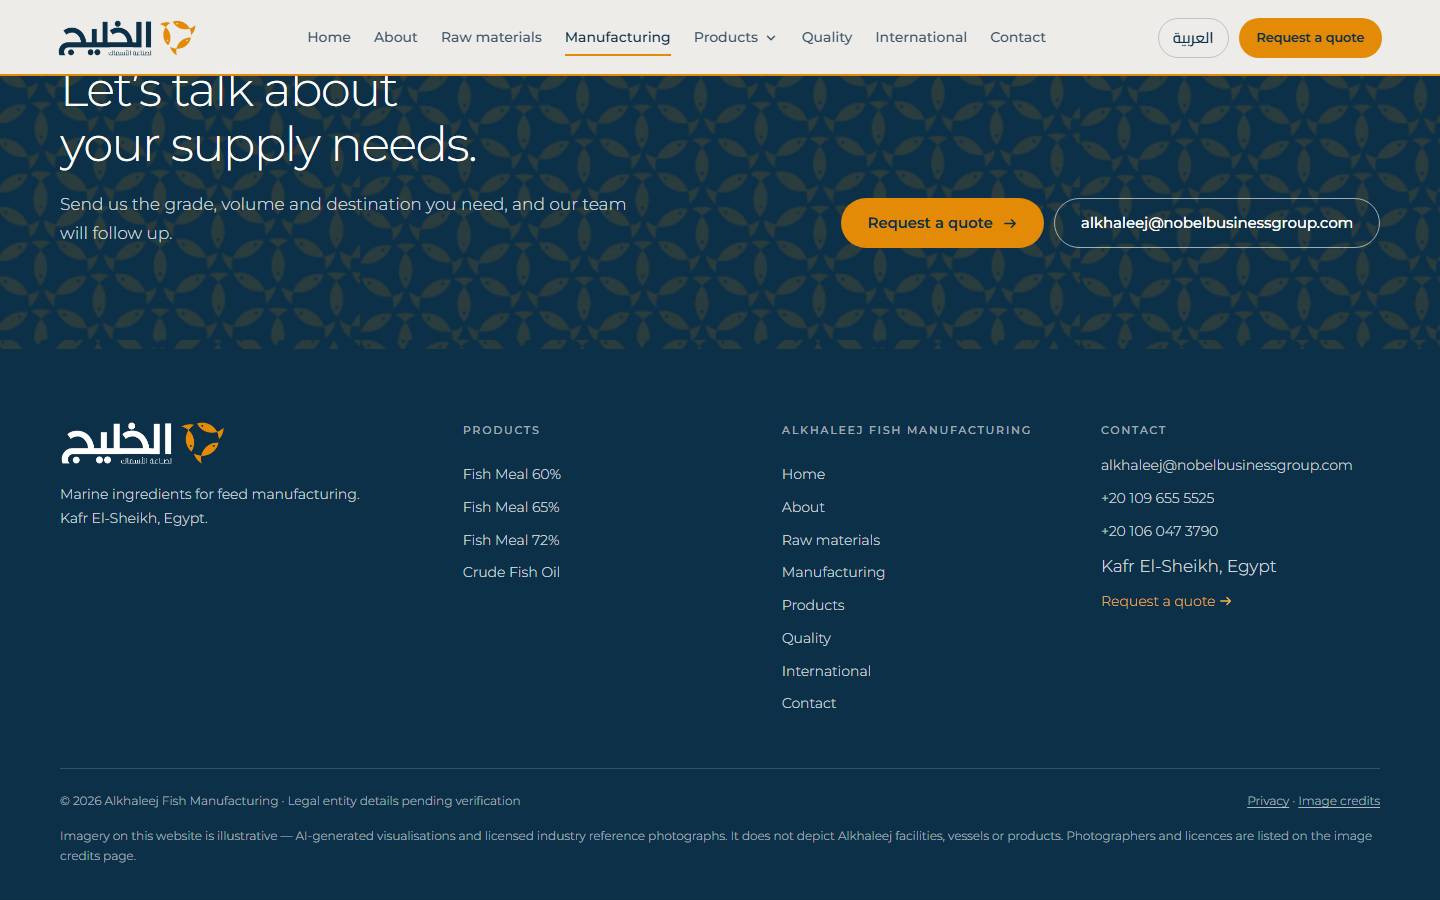 الخليج
لصناعة الأسماك
Home
About
Raw materials
Manufacturing
Products
Quality
International
Contact
العربية
Request a quote
Let's talk about
your supply needs.
Send us the grade, volume and destination you need, and our team
will follow up.
Request a quote →
alkhaleej@nobelbusinessgroup.com
الخليج
لصناعة الأسماك
Marine ingredients for feed manufacturing.
Kafr El-Sheikh, Egypt.
PRODUCTS
Fish Meal 60%
Fish Meal 65%
Fish Meal 72%
Crude Fish Oil
ALKHALEEJ FISH MANUFACTURING
Home
About
Raw materials
Manufacturing
Products
Quality
International
Contact
CONTACT
alkhaleej@nobelbusinessgroup.com
+20 109 655 5525
+20 106 047 3790
Kafr El-Sheikh, Egypt
Request a quote →
© 2026 Alkhaleej Fish Manufacturing · Legal entity details pending verification
Privacy · Image credits
Imagery on this website is illustrative — AI-generated visualisations and licensed industry reference photographs. It does not depict Alkhaleej facilities, vessels or products. Photographers and licences are listed on the image
credits page.